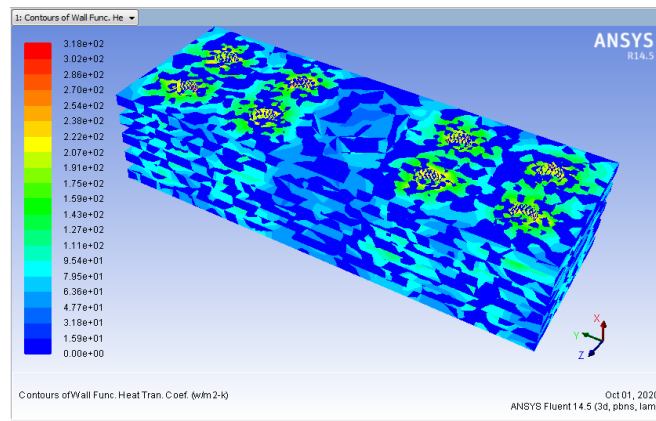 1: Contours of Wall Func. He
ANSYS
R14.5
3.18e+02
3.02e+02
2.86e+02
2.70e+02
2.54e+02
2.38e+02
2.22e+02
2.07e+02
1.91e+02
1.75e+02
1.59e+02
1.43e+02
1.27e+02
1.11e+02
9.54e+01
7.95e+01
6.36e+01
4.77e+01
3.18e+01
1.59e+01
0.00e+00
X
Y
Z
Contours of Wall Func. Heat Tran. Coef. (w/m2-k)
Oct 01, 2020
ANSYS Fluent 14.5 (3d, pbns, lam